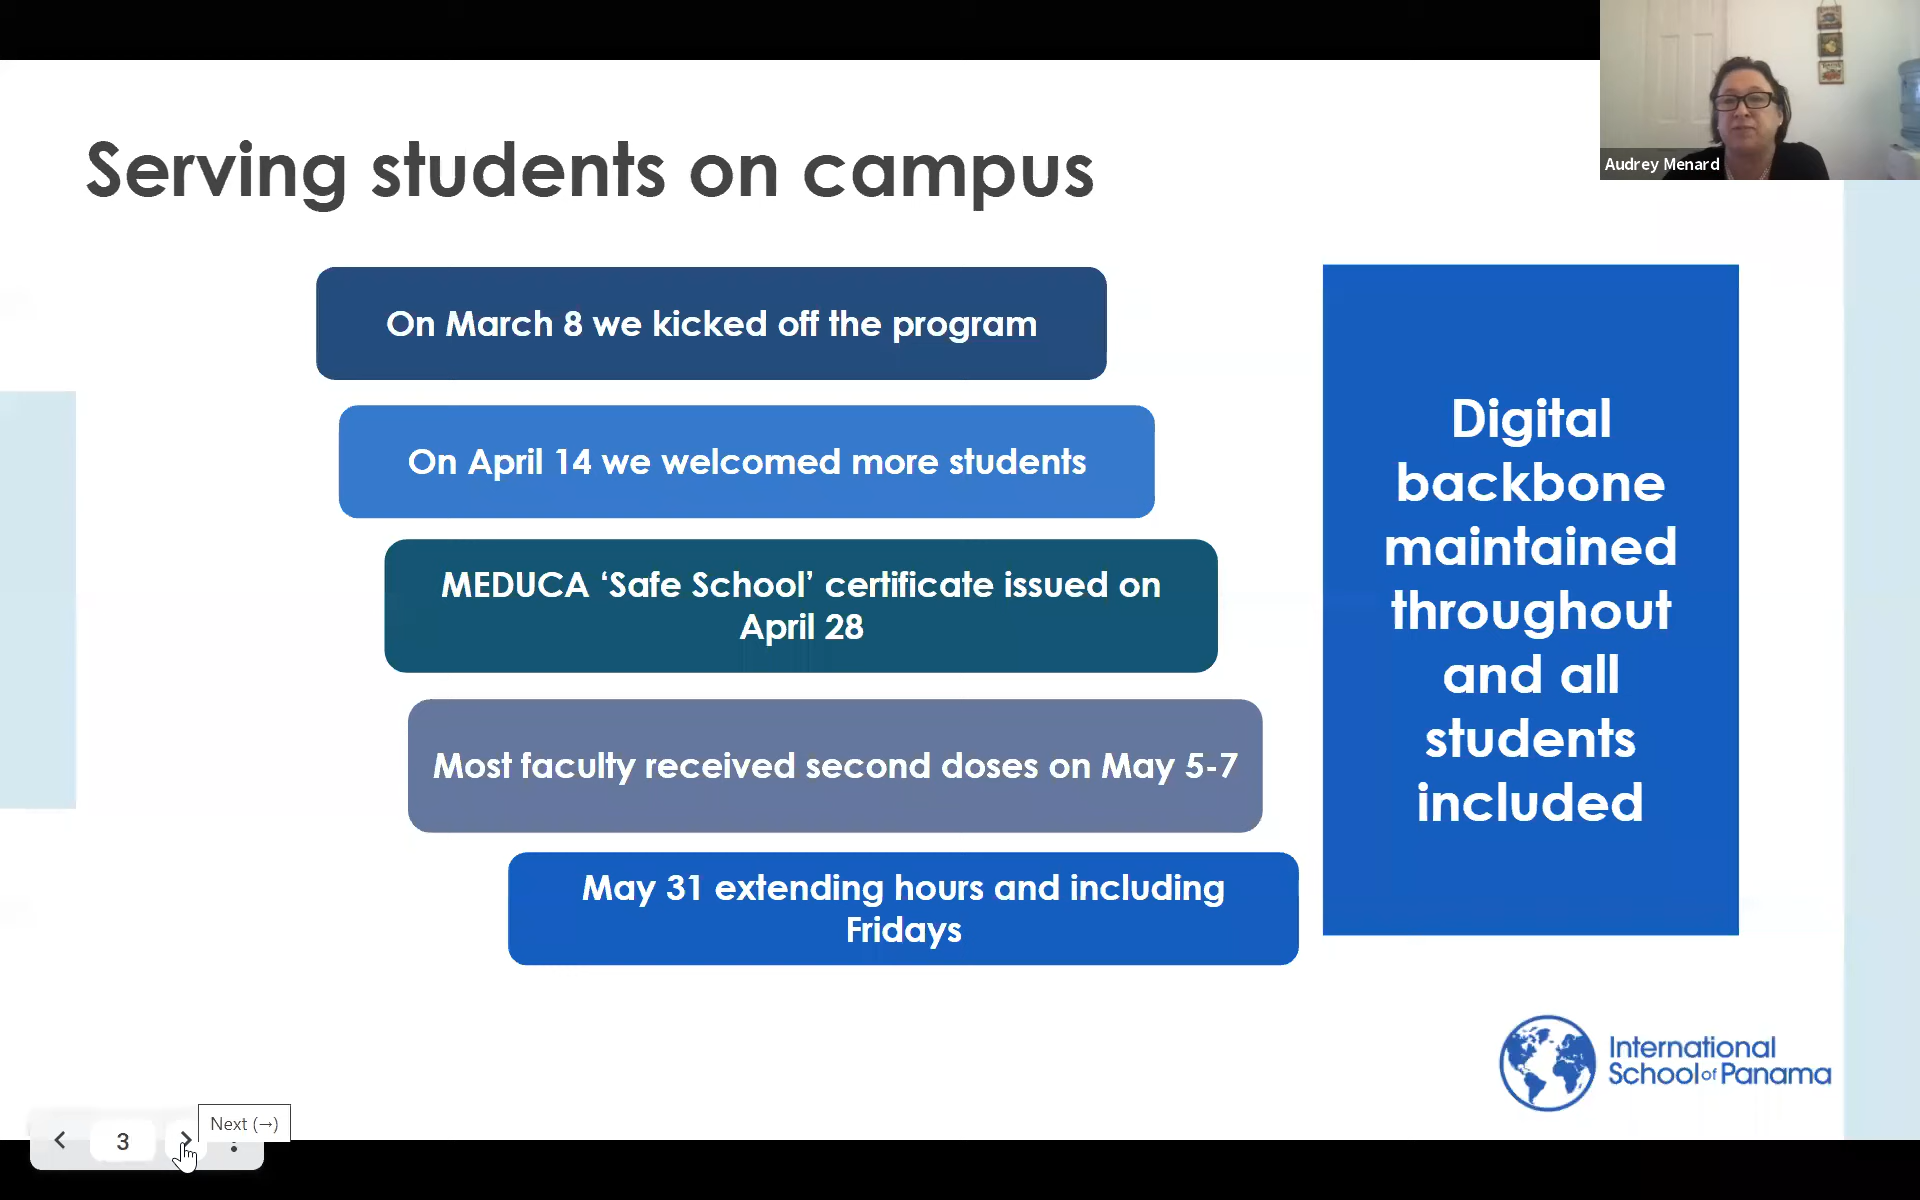 Audrey Menard
Serving students on campus
On March 8 we kicked off the program
On April 14 we welcomed more students
MEDUCA ‘Safe School’ certificate issued on
April 28
Most faculty received second doses on May 5-7
May 31 extending hours and including
Fridays
Digital
backbone
maintained
throughout
and all
students
included
International
School of Panama
3
Next (→)